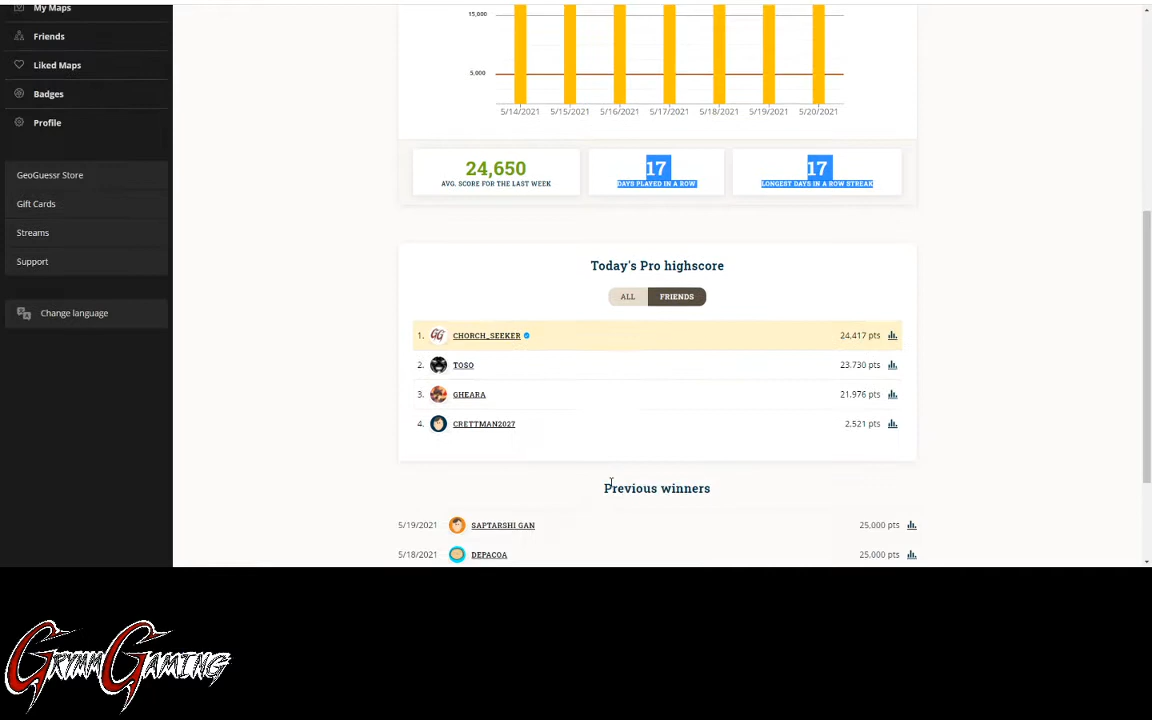 My Maps
Friends
Liked Maps
Badges
Profile
GeoGuessr Store
Gift Cards
Streams
Support
Change language
15,000
5,000
5/14/2021 5/15/2021 5/16/2021 5/17/2021 5/18/2021 5/19/2021 5/20/2021
24,650 17 17
AVG. SCORE FOR THE LAST WEEK DAYS PLAYED IN A ROW LONGEST DAYS IN A ROW STREAK
Today's Pro highscore
ALL FRIENDS
1. GG CHORCH_SEEKER 24,417 pts
2. TOSO 23,730 pts
3. GHEARA 21,976 pts
4. CRETTMAN2027 2,521 pts
Previous winners
5/19/2021 SAPTARSHI GAN 25,000 pts
5/18/2021 DEPACOA 25,000 pts
GRYMMGAMING